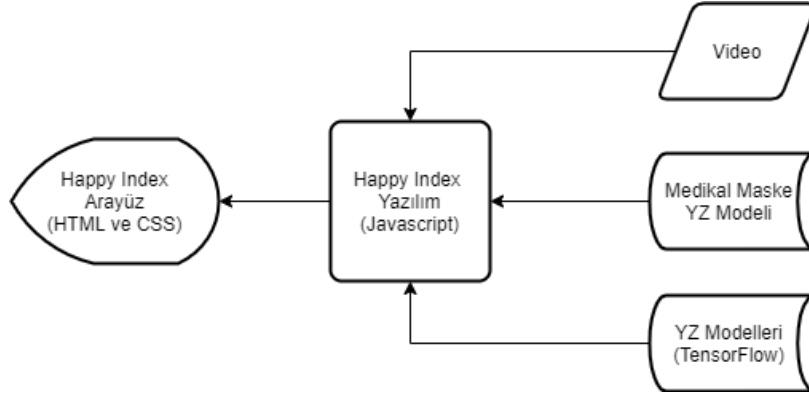 Video
Happy Index
Arayüz
(HTML ve CSS)
Happy Index
Yazılım
(Javascript)
Medikal Maske
YZ Modeli
YZ Modelleri
(TensorFlow)